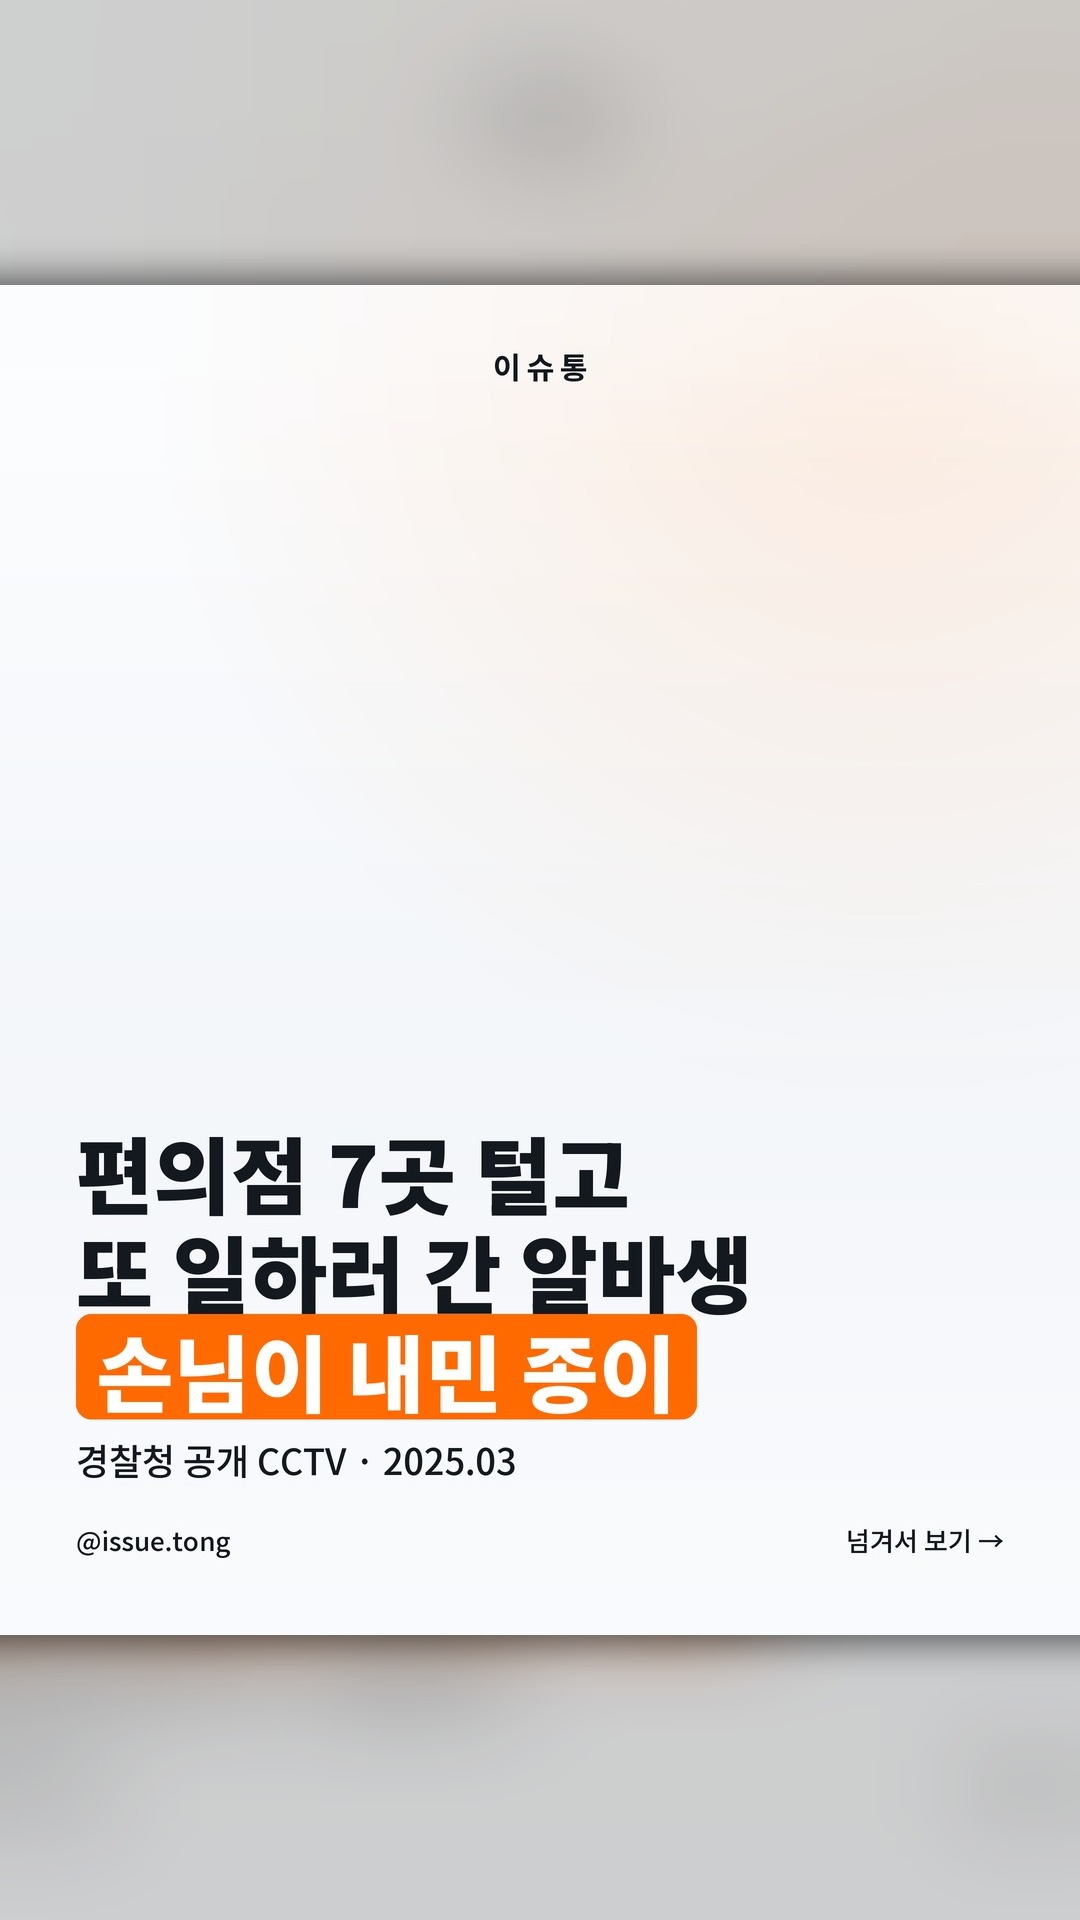 이슈통
편의점 7곳 털고
또 일하러 간 알바생
손님이 내민 종이
경찰청 공개 CCTV · 2025.03
@issue.tong
넘겨서 보기 →